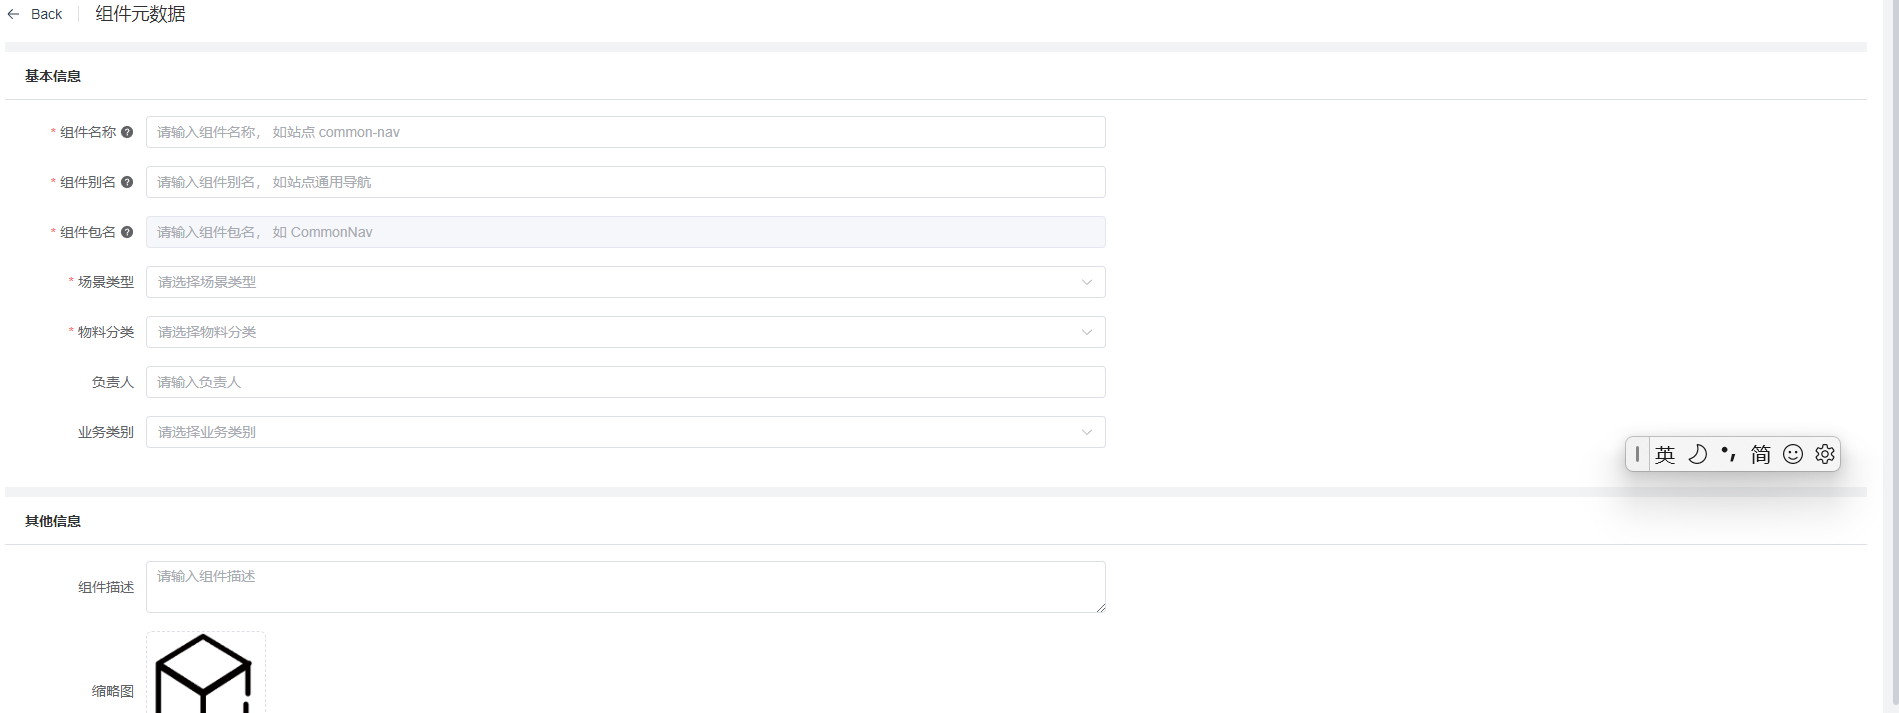 Back 组件元数据
基本信息
* 组件名称 ? 请输入组件名称， 如站点 common-nav
* 组件别名 ? 请输入组件别名， 如站点通用导航
* 组件包名 ? 请输入组件包名， 如 CommonNav
* 场景类型 请选择场景类型
* 物料分类 请选择物料分类
负责人 请输入负责人
业务类别 请选择业务类别
英 简
其他信息
组件描述 请输入组件描述
缩略图